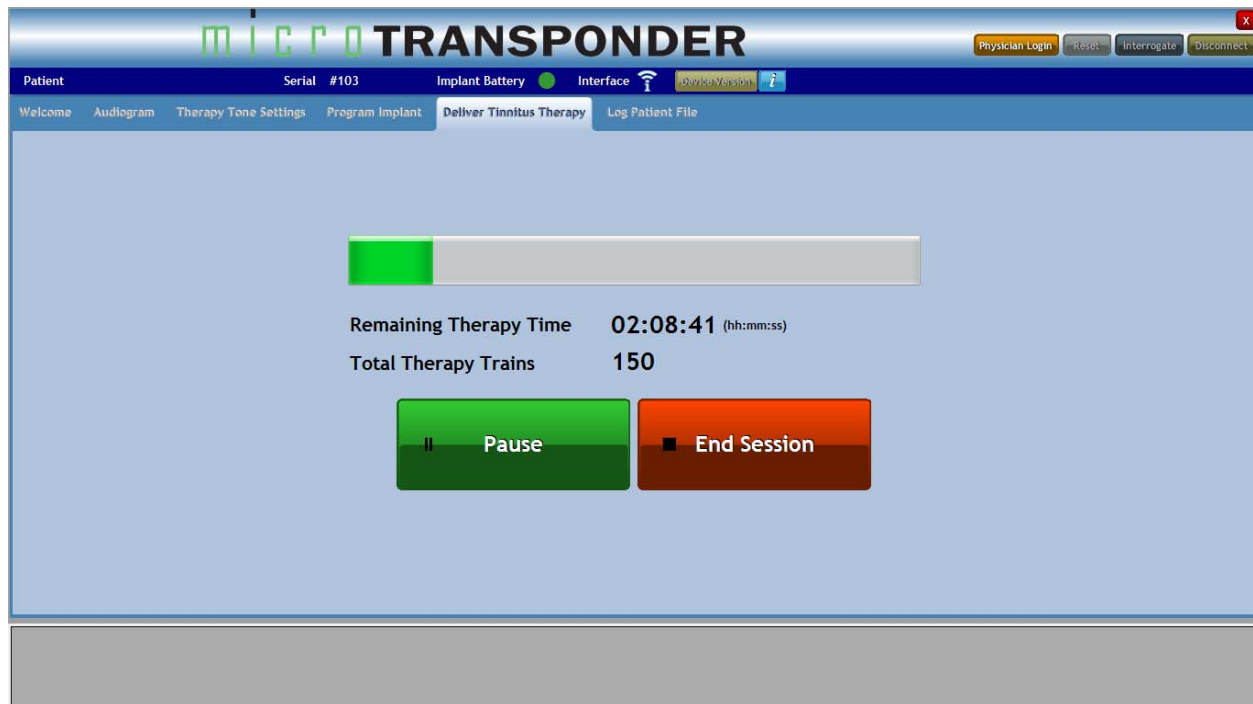 microTRANSPONDER
X
Physician Login Reset Interrogate Disconnect
Patient Serial #103 Implant Battery Interface Device Version i
Welcome Audiogram Therapy Tone Settings Program Implant Deliver Tinnitus Therapy Log Patient File
Remaining Therapy Time 02:08:41 (hh:mm:ss)
Total Therapy Trains 150
Pause End Session